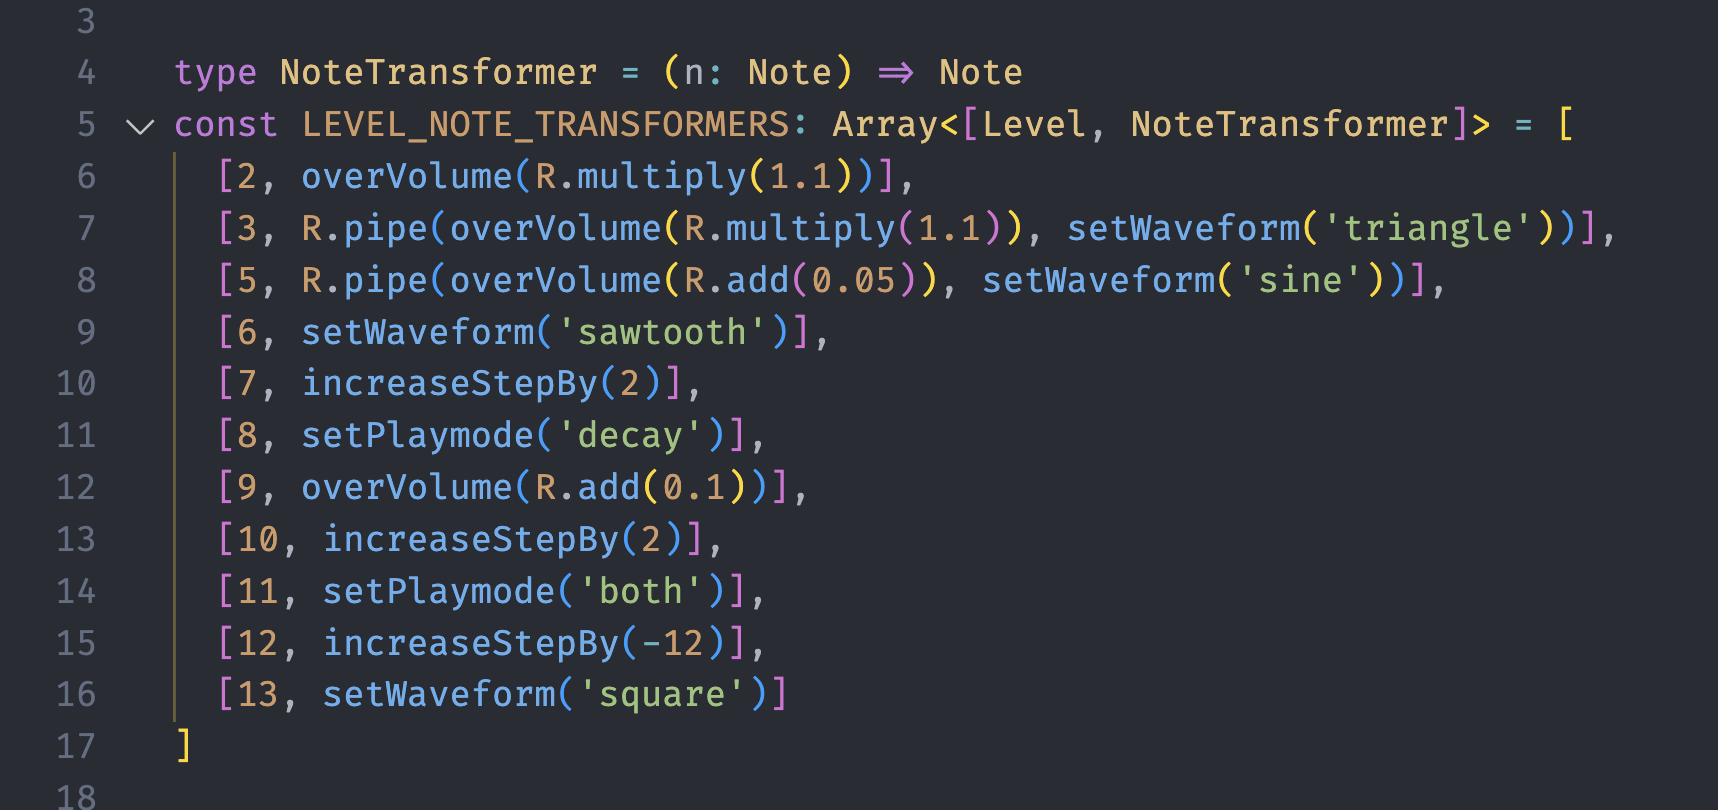 3
4 type NoteTransformer = (n: Note) => Note
5 const LEVEL_NOTE_TRANSFORMERS: Array<[Level, NoteTransformer]> = [
6 [2, overVolume(R.multiply(1.1))],
7 [3, R.pipe(overVolume(R.multiply(1.1)), setWaveform('triangle'))],
8 [5, R.pipe(overVolume(R.add(0.05)), setWaveform('sine'))],
9 [6, setWaveform('sawtooth')],
10 [7, increaseStepBy(2)],
11 [8, setPlaymode('decay')],
12 [9, overVolume(R.add(0.1))],
13 [10, increaseStepBy(2)],
14 [11, setPlaymode('both')],
15 [12, increaseStepBy(-12)],
16 [13, setWaveform('square')]
17 ]
18